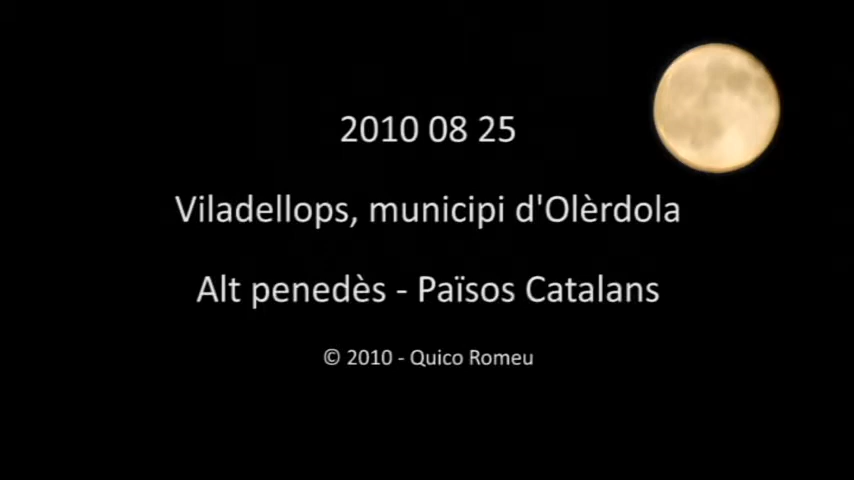 2010 08 25
Viladellops, municipi d'Olèrdola
Alt penedès - Països Catalans
© 2010 - Quico Romeu